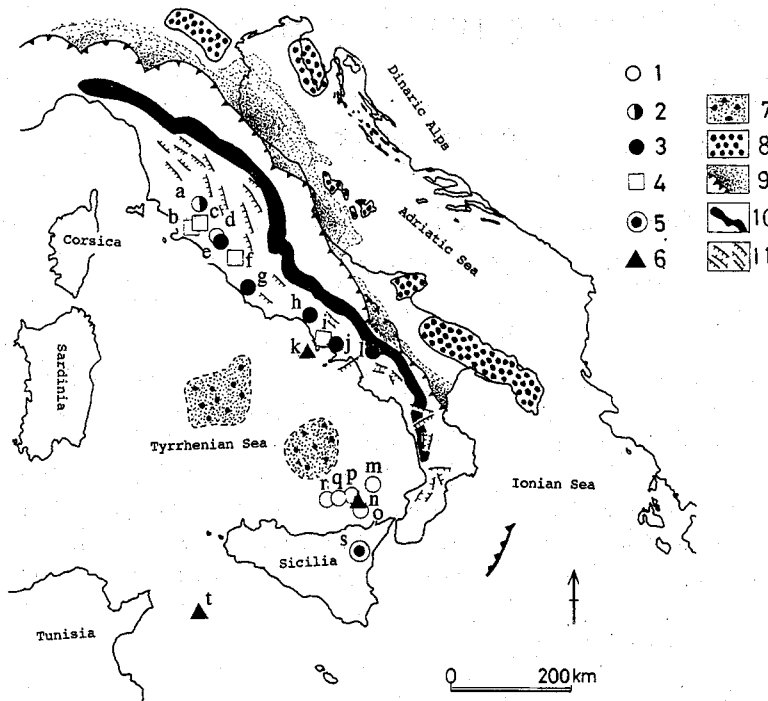 Dinaric Alps
Adriatic Sea
Corsica
Sardinia
Tyrrhenian Sea
Ionian Sea
Sicilia
Tunisia
a
b
c
d
e
f
g
h
i
j
k
l
m
n
o
p
q
r
s
t
1
2
3
4
5
6
7
8
9
10
11
0 200km